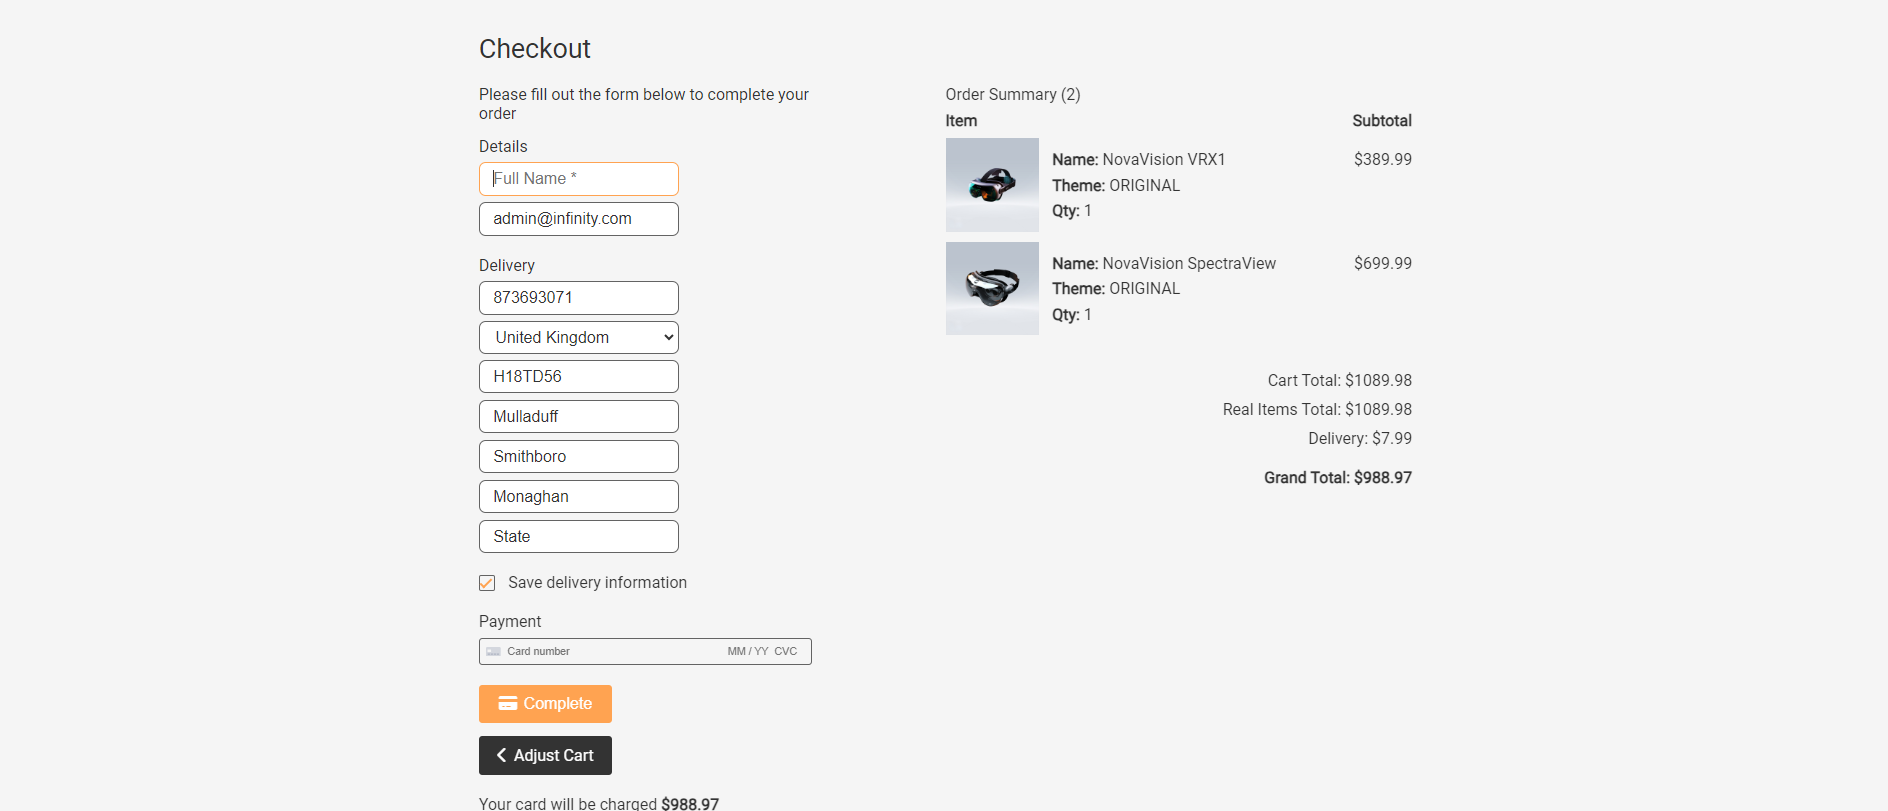 Checkout
Please fill out the form below to complete your
order
Details
Full Name *
admin@infinity.com
Delivery
873693071
United Kingdom
H18TD56
Mulladuff
Smithboro
Monaghan
State
Save delivery information
Payment
Card number MM / YY CVC
Complete
Adjust Cart
Your card will be charged $988.97
Order Summary (2)
Item Subtotal
Name: NovaVision VRX1 $389.99
Theme: ORIGINAL
Qty: 1
Name: NovaVision SpectraView $699.99
Theme: ORIGINAL
Qty: 1
Cart Total: $1089.98
Real Items Total: $1089.98
Delivery: $7.99
Grand Total: $988.97